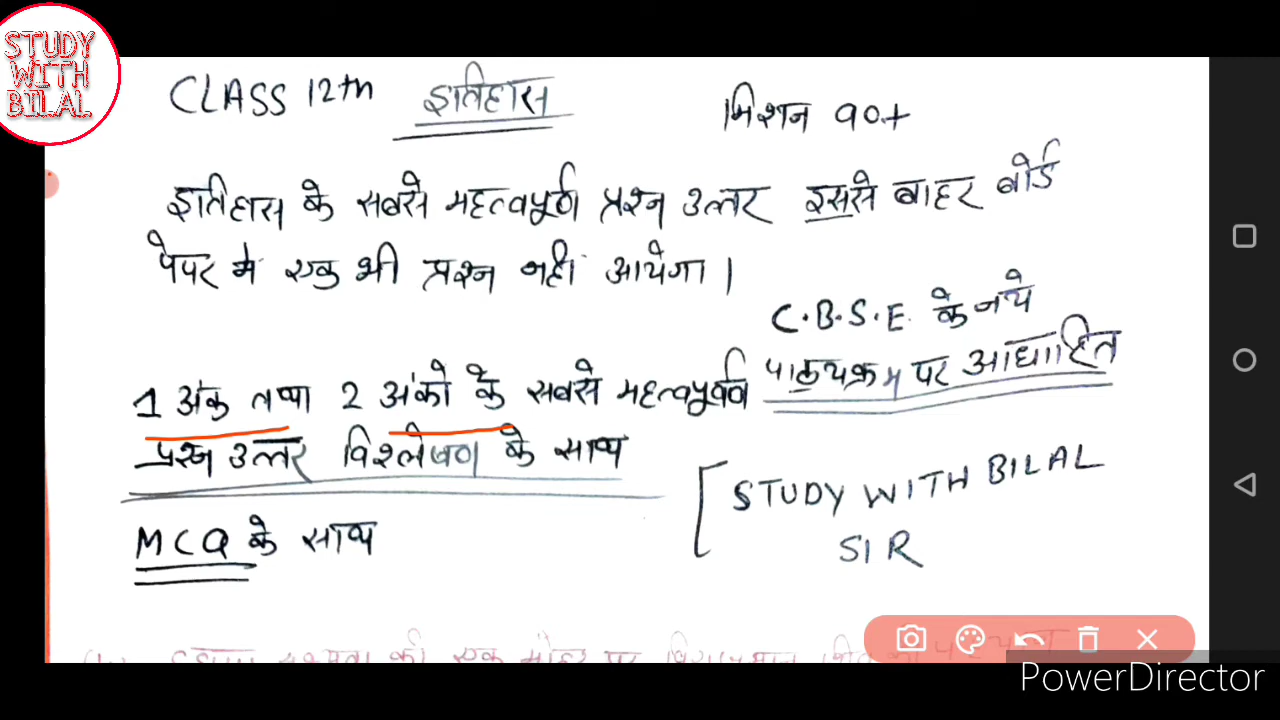 STUDY
WITH
BILAL
CLASS 12th इतिहास मिशन 90+
इतिहास के सबसे महत्वपूर्ण प्रश्न उत्तर इससे बाहर बोर्ड
पेपर में एक भी प्रश्न नहीं आयेगा।
C.B.S.E. के नये
पाठ्यक्रम पर आधारित
1 अंक तथा 2 अंको के सबसे महत्वपूर्ण
प्रश्न उत्तर विश्लेषण के साथ
STUDY WITH BILAL
SIR
MCQ के साथ
PowerDirector